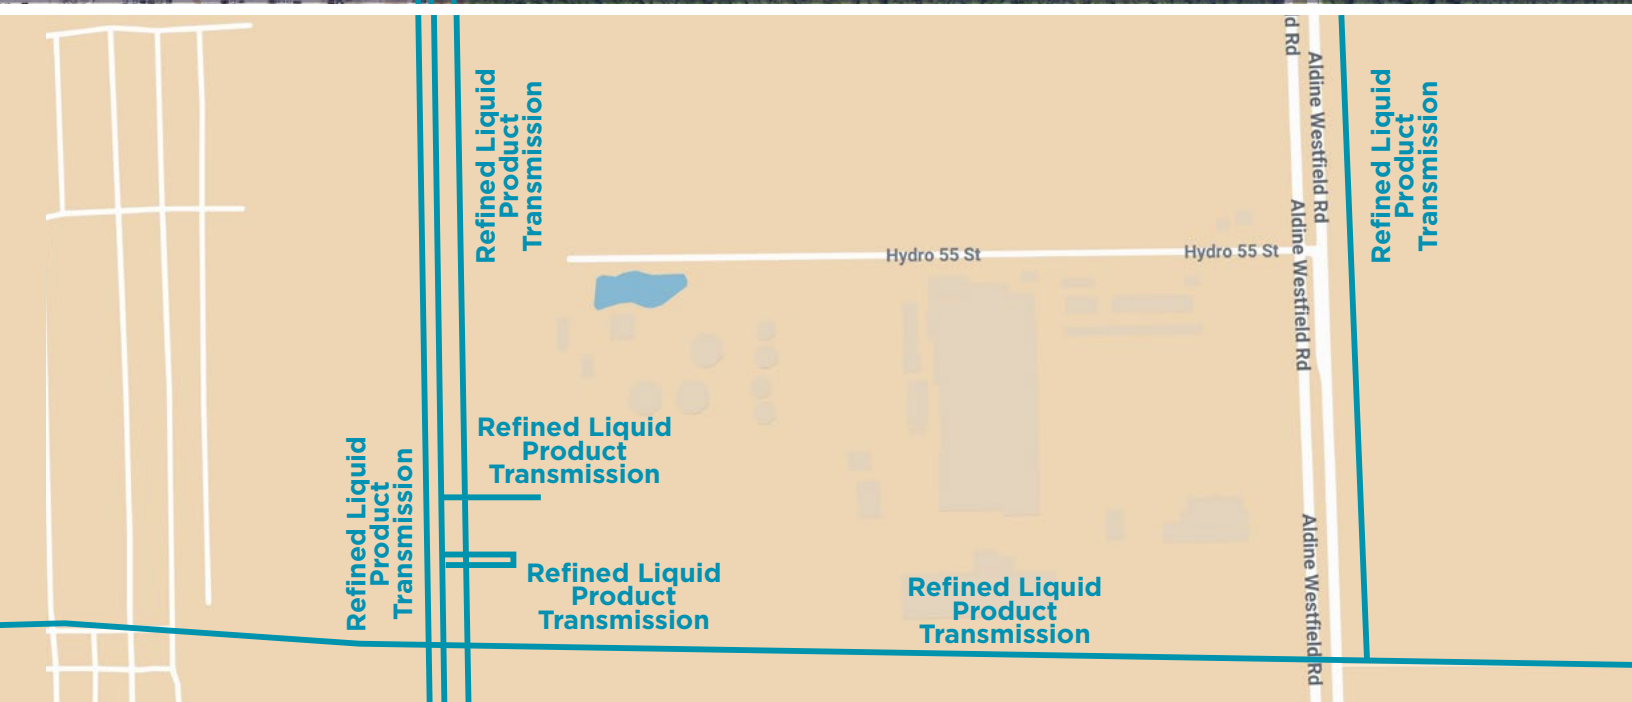 d Rd
Aldine Westfield Rd
Refined Liquid
Product
Transmission
Refined Liquid
Product
Transmission
Hydro 55 St
Hydro 55 St
Aldine Westfield Rd
Refined Liquid
Product
Transmission
Refined Liquid
Product
Transmission
Aldine Westfield Rd
Refined Liquid
Product
Transmission
Refined Liquid
Product
Transmission